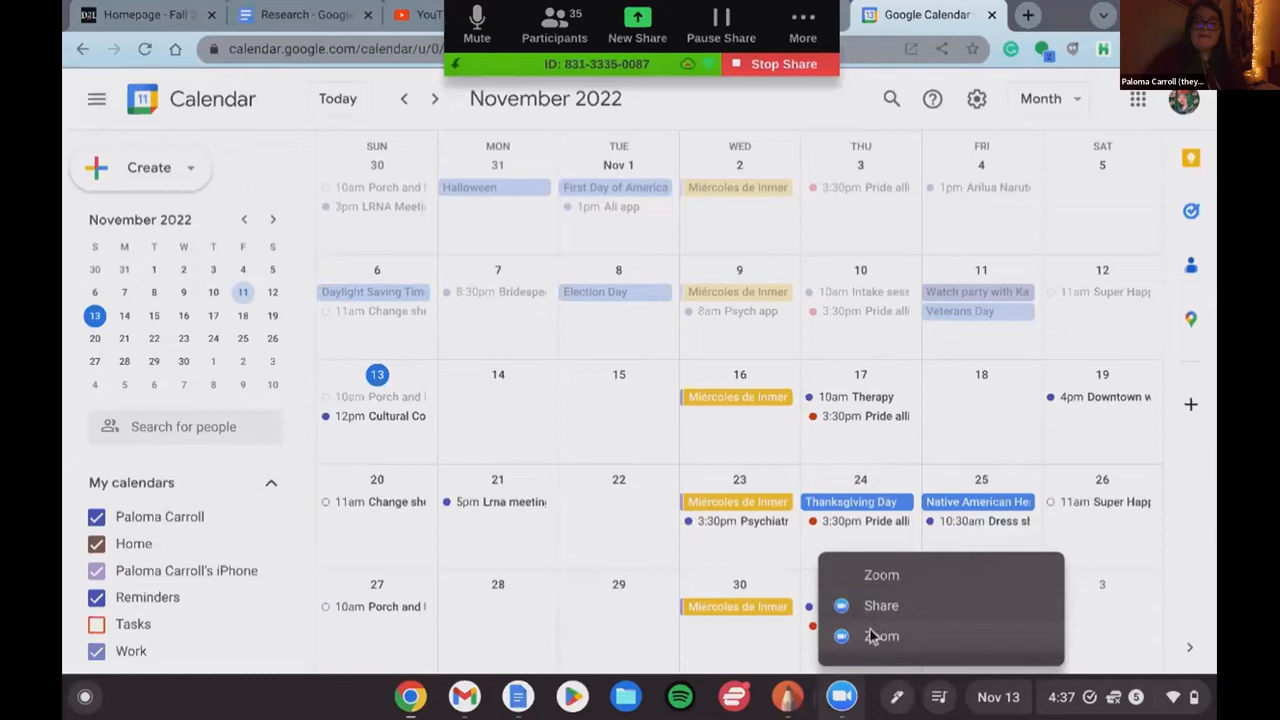 Homepage - Fall
Research - Google
YouT
Google Calendar
Mute
Participants
35
New Share
Pause Share
More
calendar.google.com/calendar/u/0/
ID: 831-3335-0087
Stop Share
Paloma Carroll (they...
Calendar
Today
November 2022
Month
Create
November 2022
S M T W T F S
30 31 1 2 3 4 5
6 7 8 9 10 11 12
13 14 15 16 17 18 19
20 21 22 23 24 25 26
27 28 29 30 1 2 3
4 5 6 7 8 9 10
Search for people
My calendars
Paloma Carroll
Home
Paloma Carroll's iPhone
Reminders
Tasks
Work
SUN MON TUE WED THU FRI SAT
30 31 Nov 1 2 3 4 5
10am Porch and
Halloween
First Day of America
Miércoles de Inmer
3:30pm Pride alli
1pm Arilua Narut
3pm LRNA Meeti
1pm Ali app
6 7 8 9 10 11 12
Daylight Saving Tim
8:30pm Bridespe
Election Day
Miércoles de Inmer
10am Intake sess
Watch party with Ka
11am Super Happ
11am Change she
8am Psych app
3:30pm Pride alli
Veterans Day
13 14 15 16 17 18 19
10am Porch and
Miércoles de Inmer
10am Therapy
4pm Downtown w
12pm Cultural Co
3:30pm Pride alli
20 21 22 23 24 25 26
11am Change she
5pm Lrna meeting
Miércoles de Inmer
Thanksgiving Day
Native American He
11am Super Happ
3:30pm Psychiatr
3:30pm Pride alli
10:30am Dress sh
27 28 29 30 3
10am Porch and
Miércoles de Inmer
Zoom
Share
Zoom
Nov 13
4:37
5